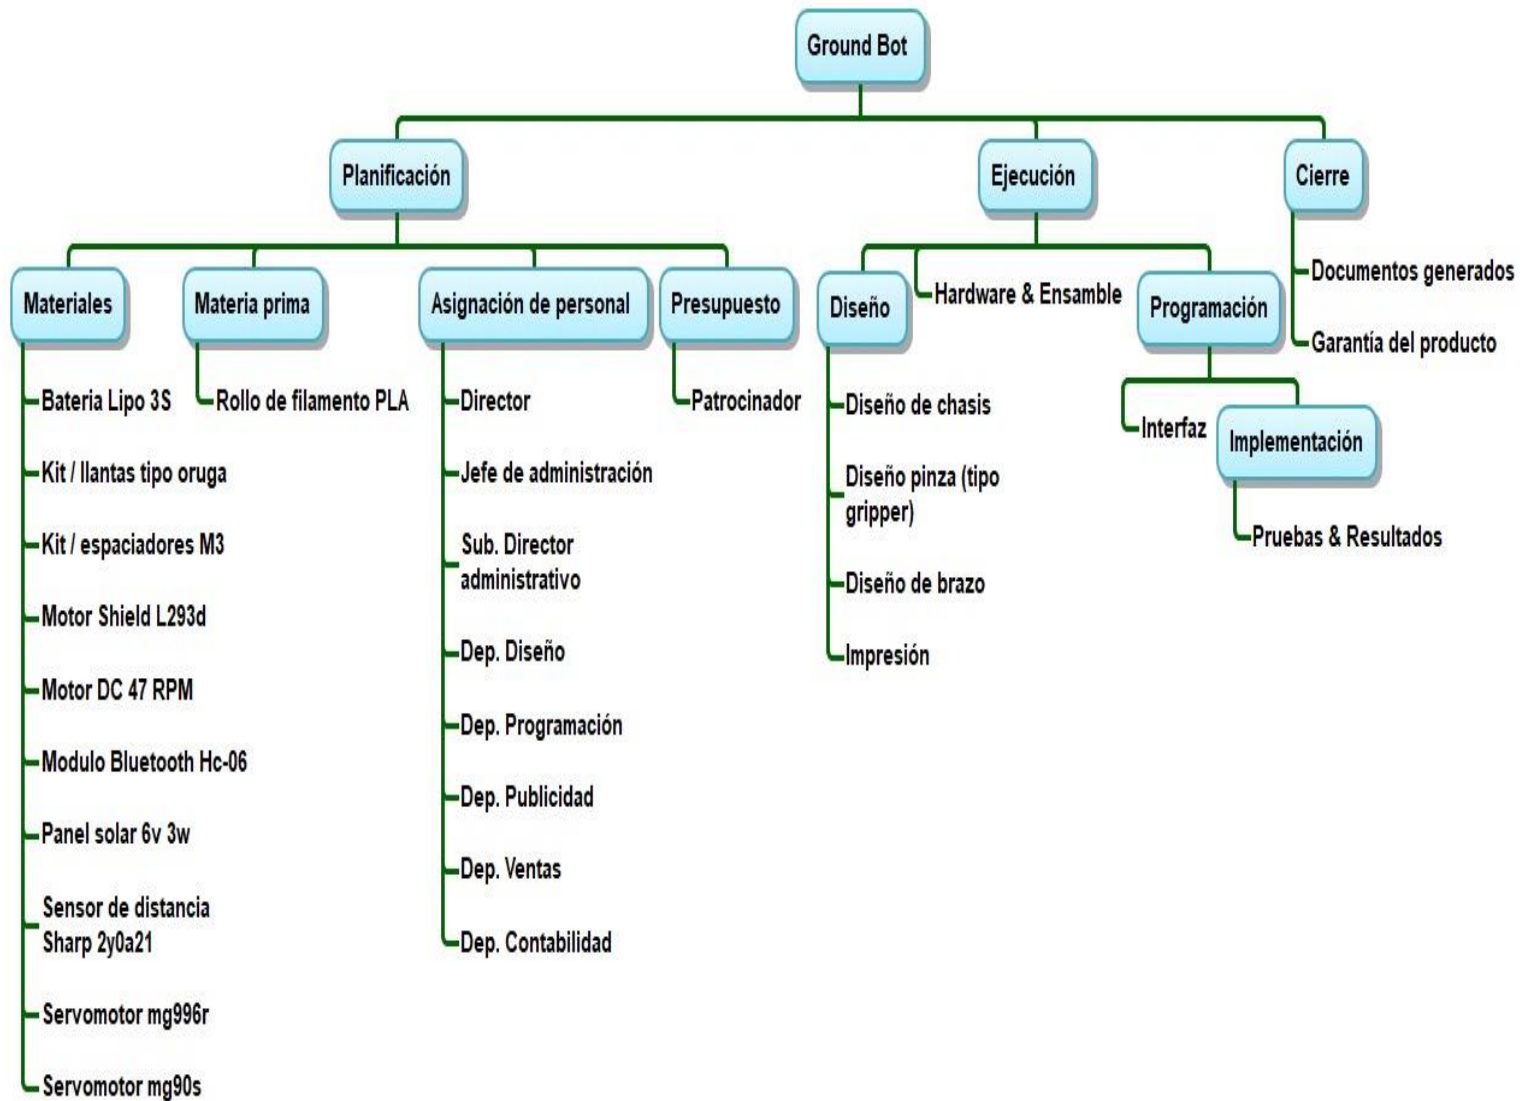 Ground Bot
Planificación
Ejecución
Cierre
Materiales
Materia prima
Asignación de personal
Presupuesto
Diseño
Hardware & Ensamble
Programación
Documentos generados
Garantía del producto
Bateria Lipo 3S
Kit / llantas tipo oruga
Kit / espaciadores M3
Motor Shield L293d
Motor DC 47 RPM
Modulo Bluetooth Hc-06
Panel solar 6v 3w
Sensor de distancia
Sharp 2y0a21
Servomotor mg996r
Servomotor mg90s
Rollo de filamento PLA
Director
Jefe de administración
Sub. Director
administrativo
Dep. Diseño
Dep. Programación
Dep. Publicidad
Dep. Ventas
Dep. Contabilidad
Patrocinador
Diseño de chasis
Diseño pinza (tipo
gripper)
Diseño de brazo
Impresión
Interfaz
Implementación
Pruebas & Resultados